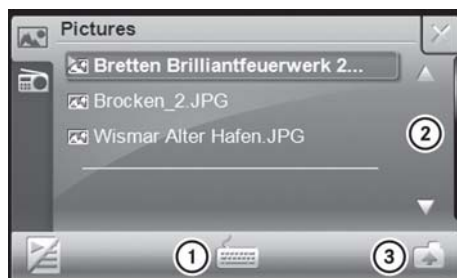 Pictures
Bretten Brilliantfeuerwerk 2...
Brocken_2.JPG
Wismar Alter Hafen.JPG
2
1
3